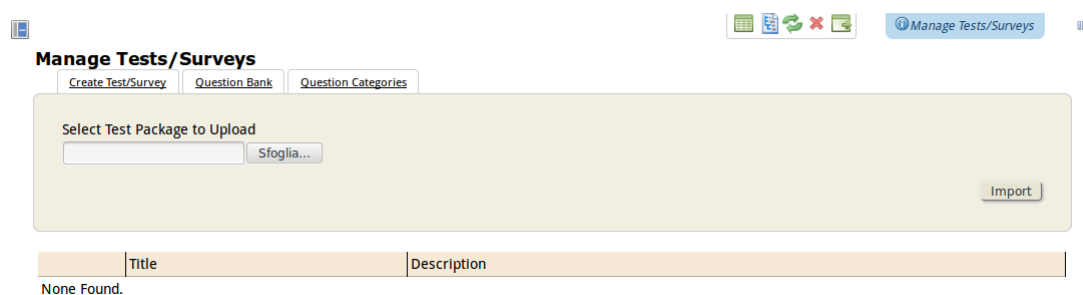 Manage Tests/Surveys
Manage Tests/Surveys
Create Test/Survey Question Bank Question Categories
Select Test Package to Upload
Sfoglia...
Import
Title Description
None Found.